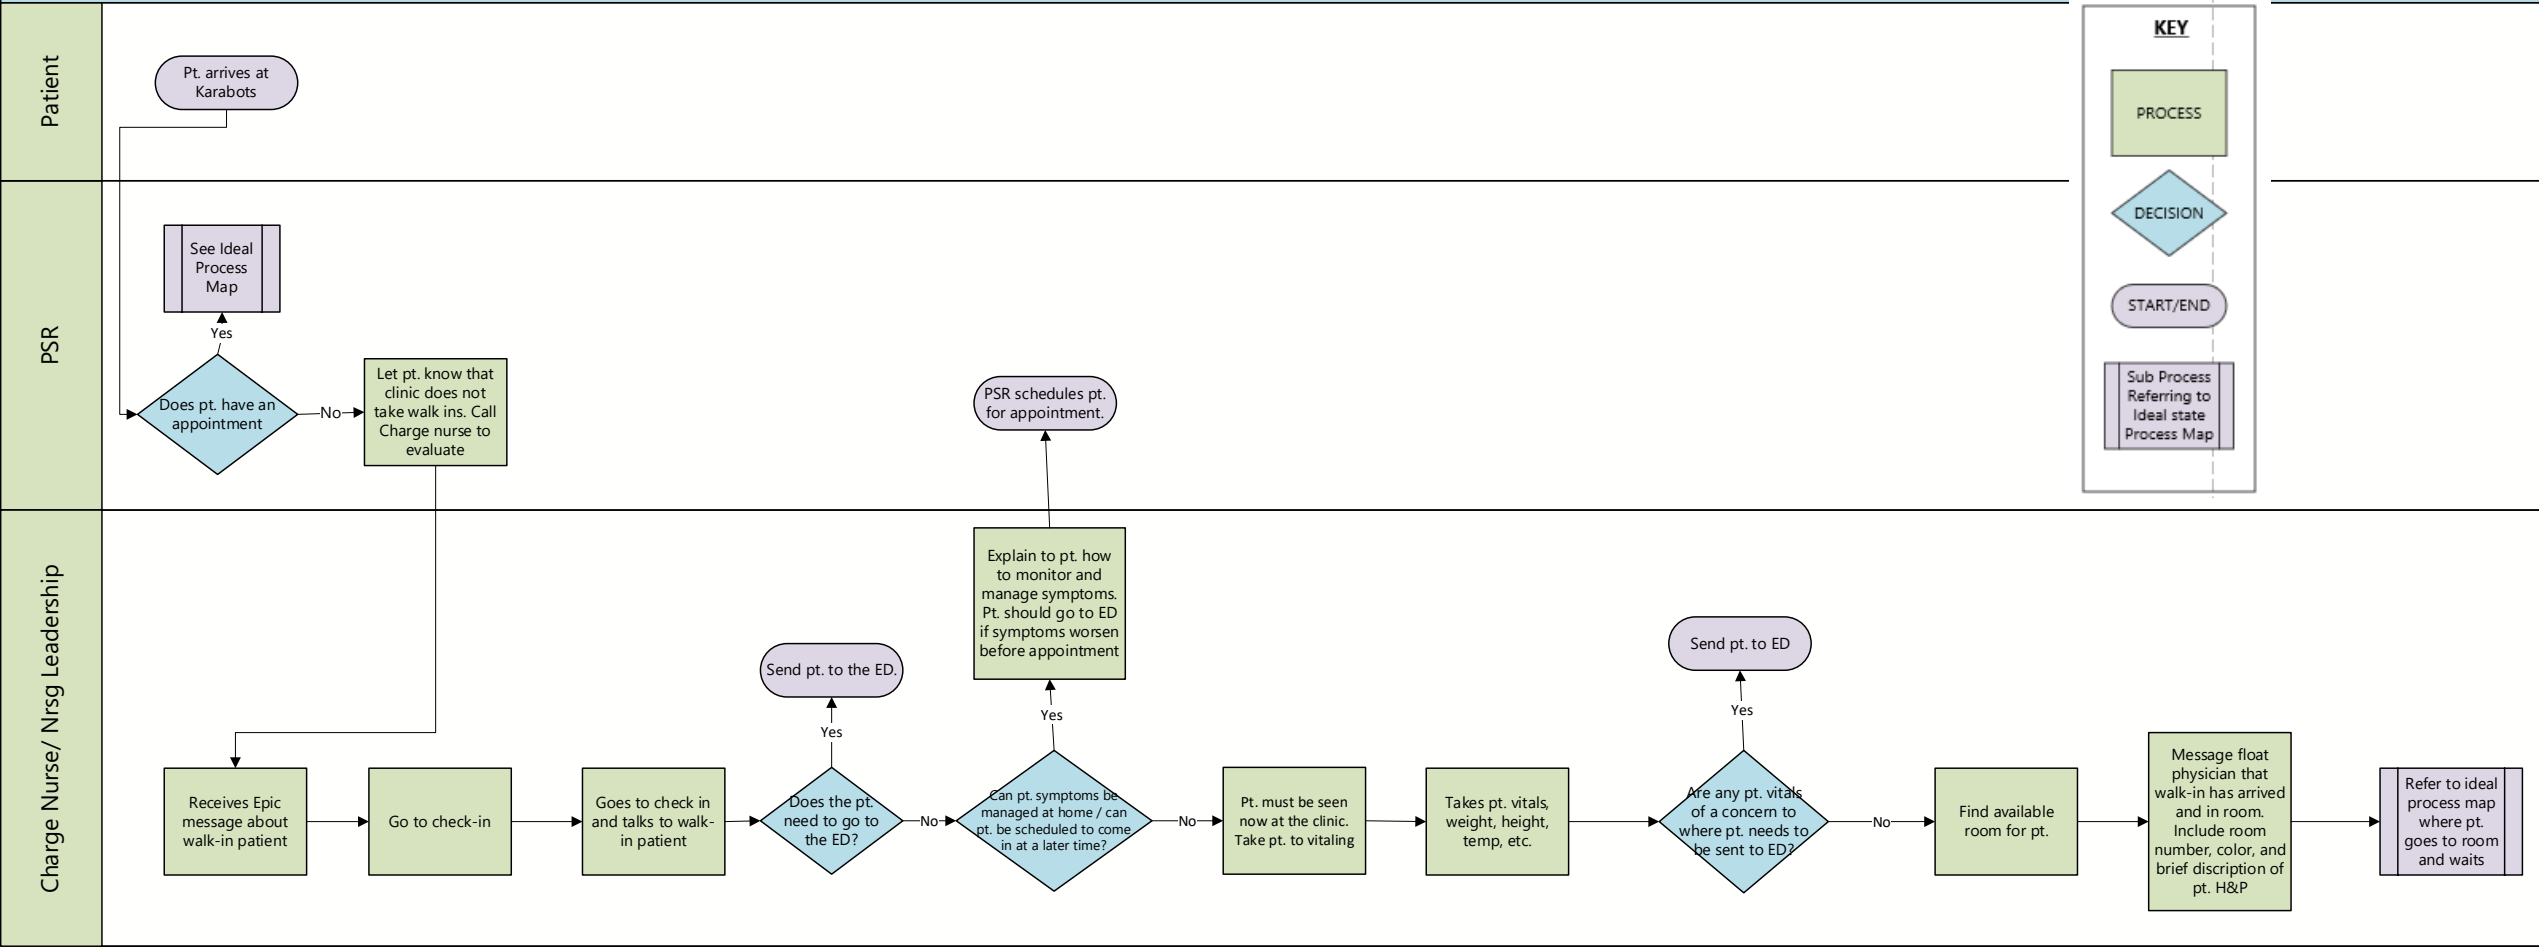 Patient
Pt. arrives at
Karabots
KEY
PROCESS
DECISION
START/END
Sub Process
Referring to
Ideal state
Process Map
PSR
See Ideal
Process
Map
Yes
Does pt. have an
appointment
No
Let pt. know that
clinic does not
take walk ins. Call
Charge nurse to
evaluate
PSR schedules pt.
for appointment.
Charge Nurse/ Nrsg Leadership
Receives Epic
message about
walk-in patient
Go to check-in
Goes to check in
and talks to walk-
in patient
Does the pt.
need to go to
the ED?
Yes
Send pt. to the ED.
No
Can pt. symptoms be
managed at home / can
pt. be scheduled to come
in at a later time?
Yes
Explain to pt. how
to monitor and
manage symptoms.
Pt. should go to ED
if symptoms worsen
before appointment
No
Pt. must be seen
now at the clinic.
Take pt. to vitaling
Takes pt. vitals,
weight, height,
temp, etc.
Are any pt. vitals
of a concern to
where pt. needs to
be sent to ED?
Yes
Send pt. to ED
No
Find available
room for pt.
Message float
physician that
walk-in has arrived
and in room.
Include room
number, color, and
brief discription of
pt. H&P
Refer to ideal
process map
where pt.
goes to room
and waits